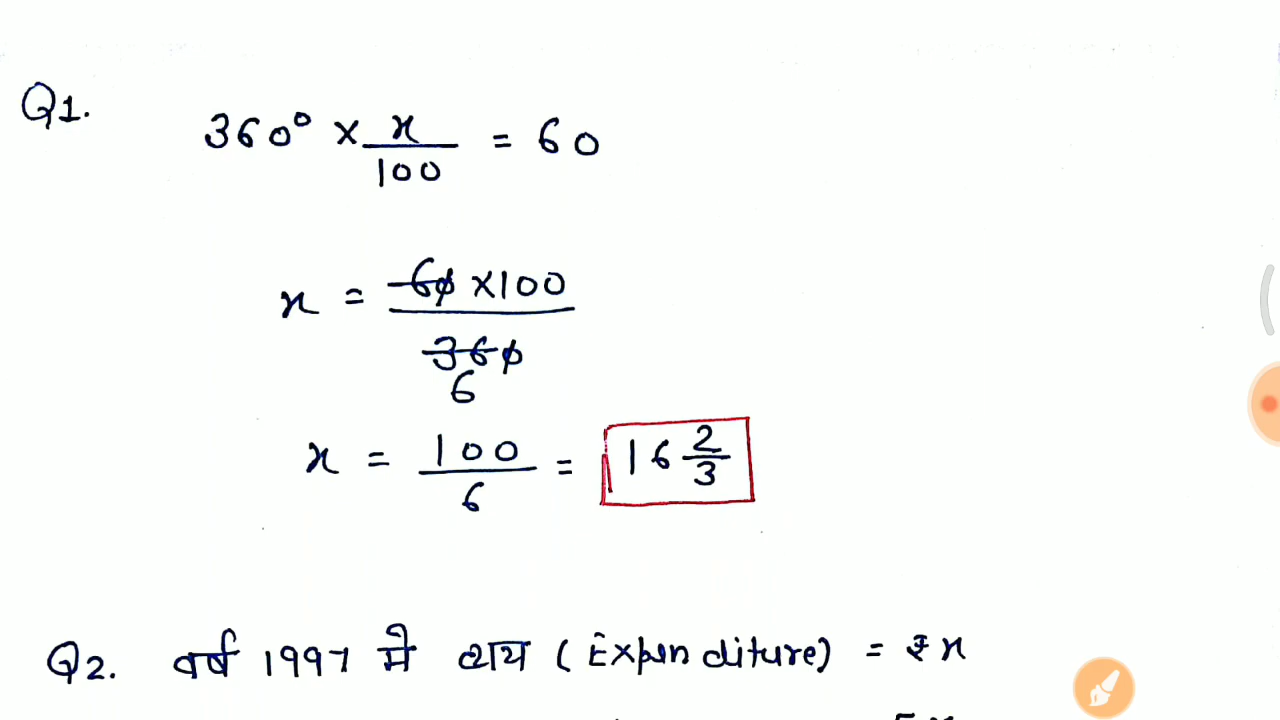 Q1.
360° × x/100 = 60
x = 60 × 100 / 360
6
x = 100/6 = 16 2/3
Q2. वर्ष 1997 में व्यय (Expenditure) = ₹ x